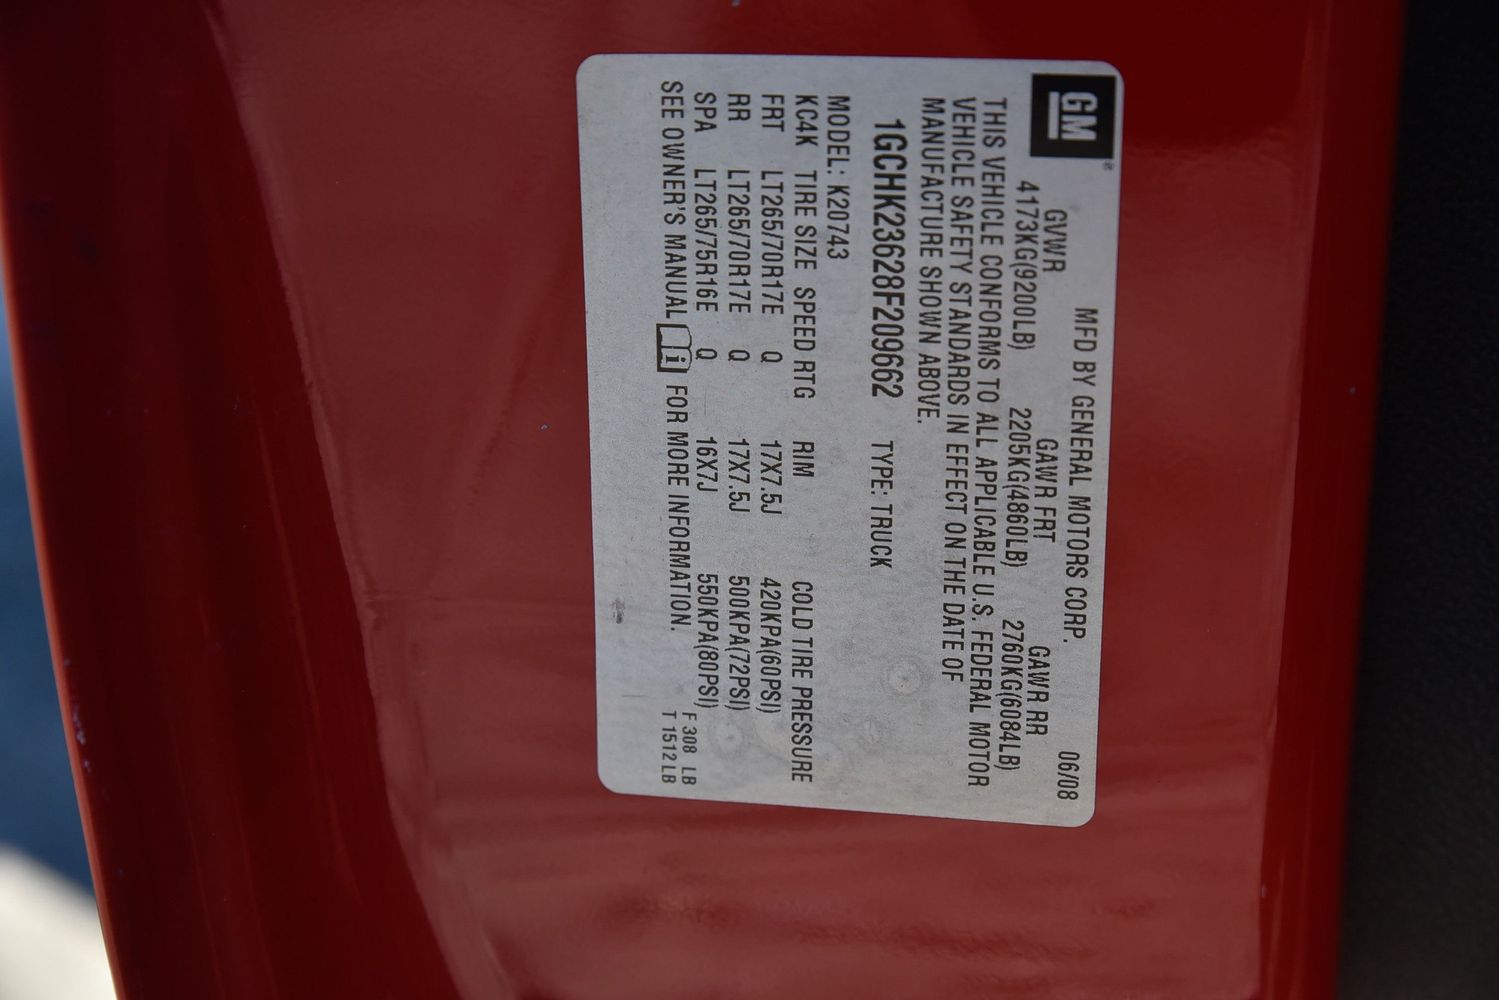 GM
MFD BY GENERAL MOTORS CORP. 06/08
GVWR GAWR FRT GAWR RR
4173KG(9200LB) 2205KG(4860LB) 2760KG(6084LB)
THIS VEHICLE CONFORMS TO ALL APPLICABLE U.S. FEDERAL MOTOR
VEHICLE SAFETY STANDARDS IN EFFECT ON THE DATE OF
MANUFACTURE SHOWN ABOVE.
1GCHK23628F209662 TYPE: TRUCK
MODEL: K20743
KC4K TIRE SIZE SPEED RTG RIM COLD TIRE PRESSURE
FRT LT265/70R17E Q 17X7.5J 420KPA(60PSI)
RR LT265/70R17E Q 17X7.5J 500KPA(72PSI)
SPA LT265/75R16E Q 16X7J 550KPA(80PSI)
SEE OWNER'S MANUAL i FOR MORE INFORMATION.
F 308 LB
T 1512 LB